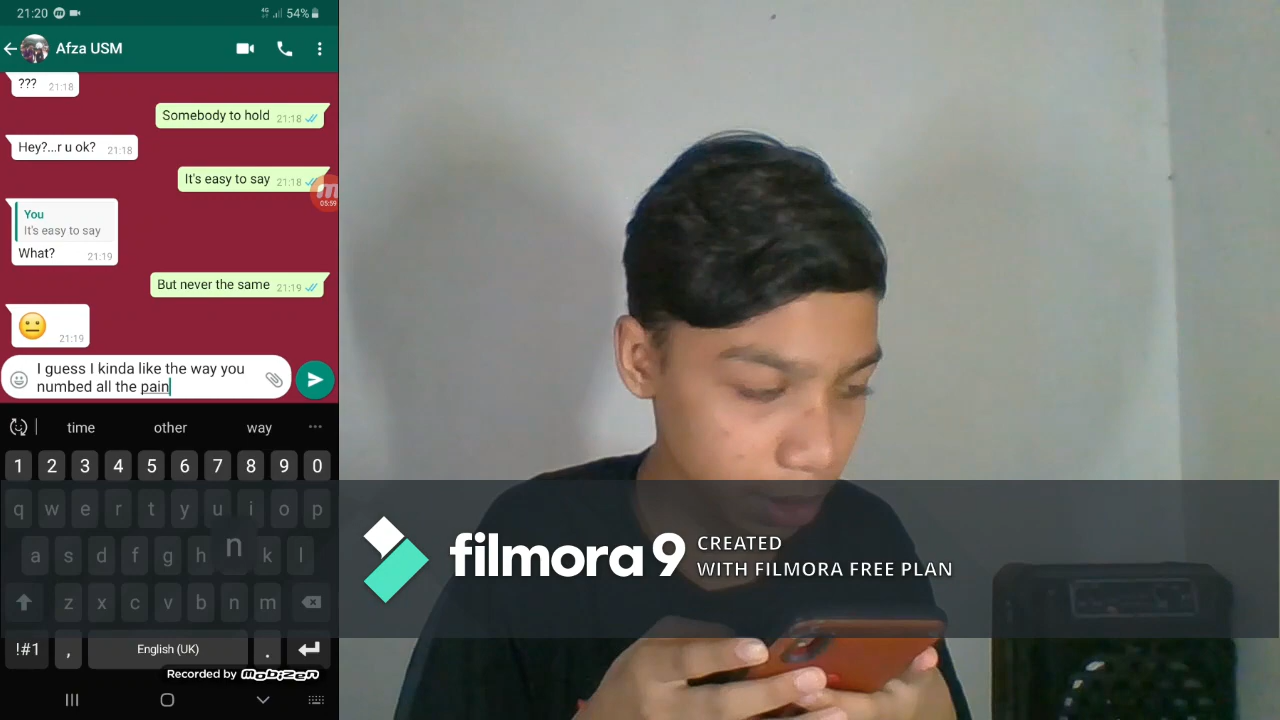 21:20 54%
Afza USM
??? 21:18
Somebody to hold 21:18
Hey?...r u ok? 21:18
It's easy to say 21:18
05:59
You
It's easy to say
What? 21:19
But never the same 21:19
21:19
I guess I kinda like the way you
numbed all the pain
time other way
1 2 3 4 5 6 7 8 9 0
q w e r t y u i o p
a s d f g h n k l
z x c v b n m
!#1 , English (UK) .
Recorded by mobizen
filmora 9 CREATED
WITH FILMORA FREE PLAN